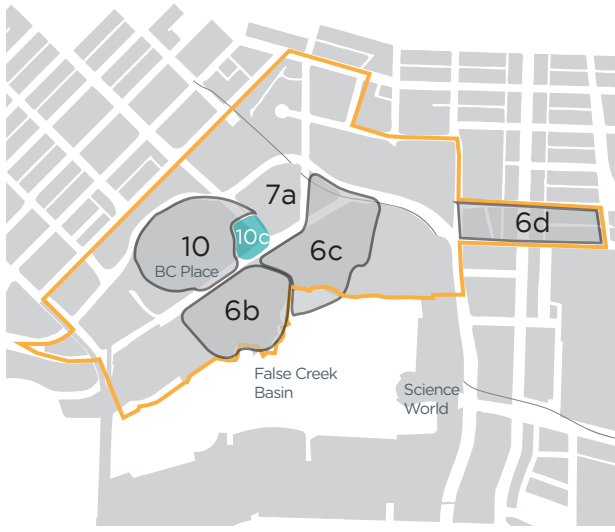 7a
6d
10
10c
6c
BC Place
6b
False Creek
Basin
Science
World